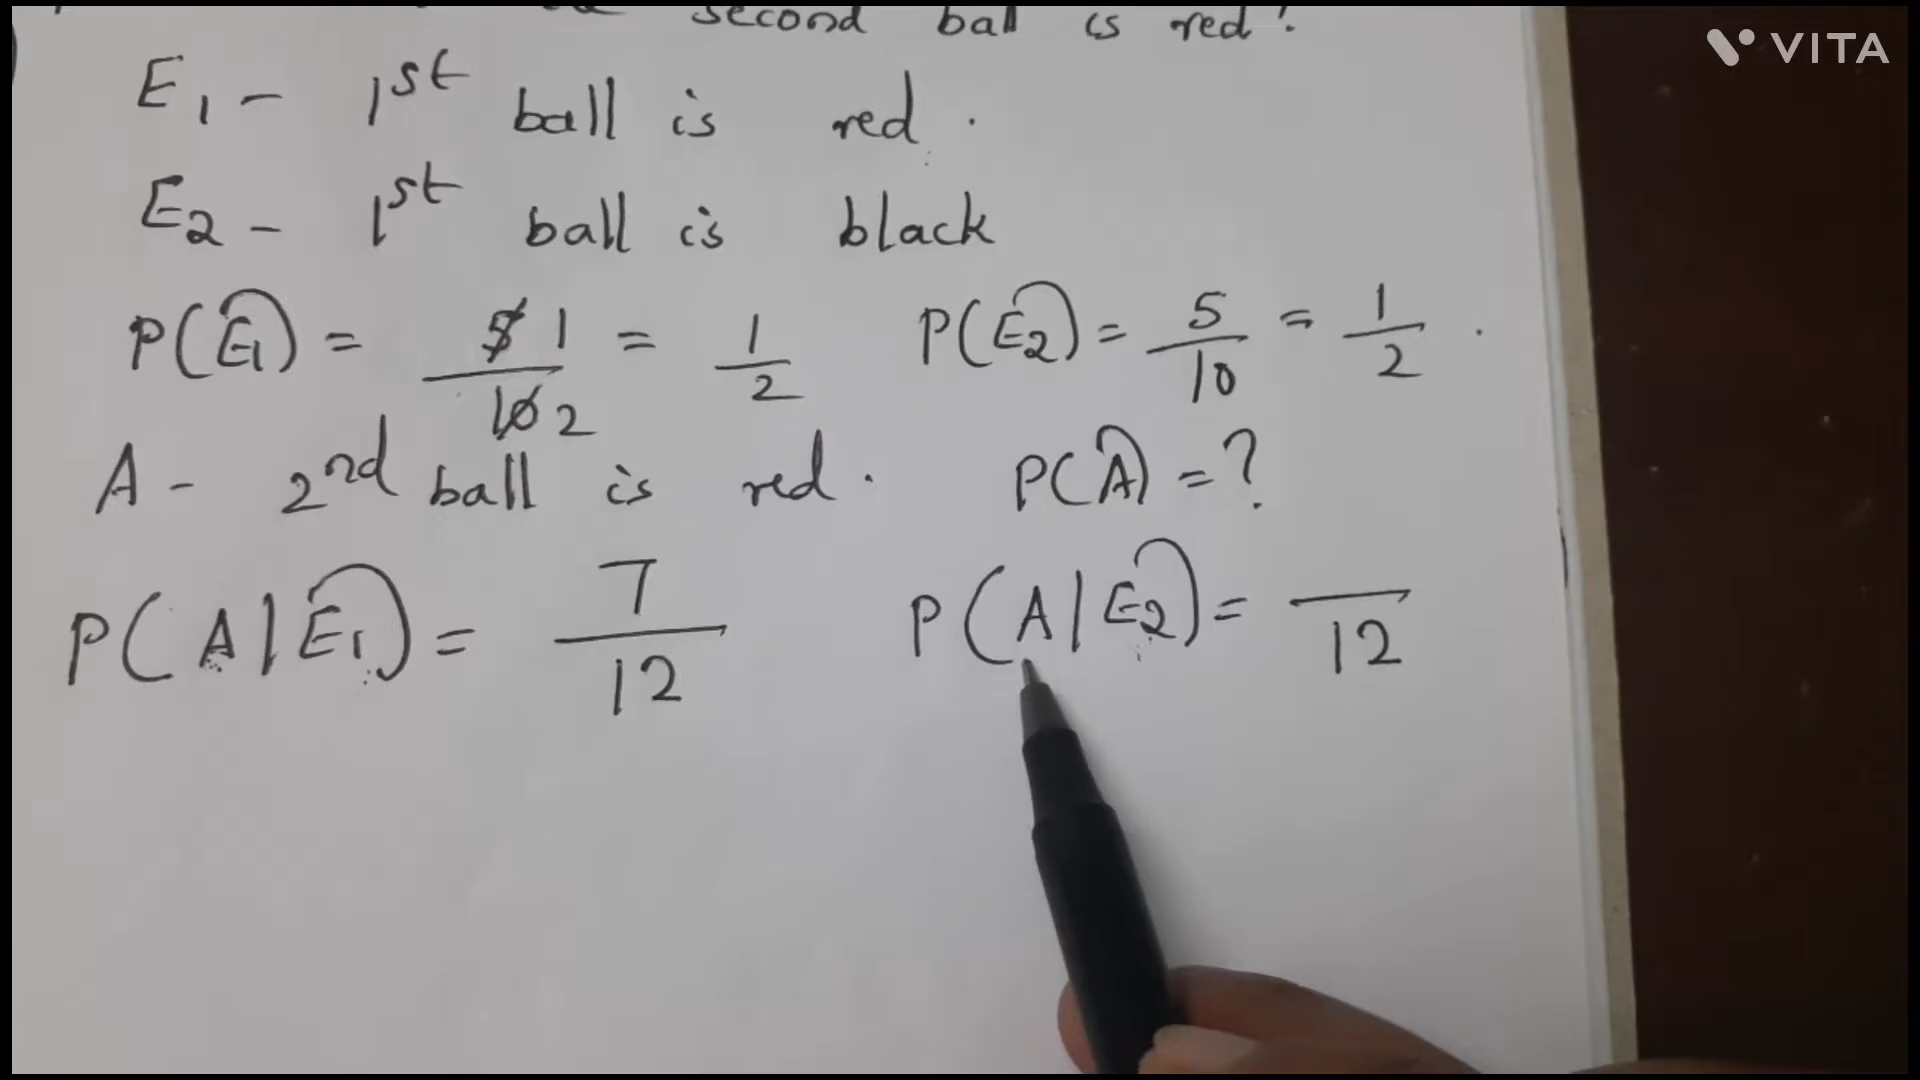 second ball is red?
VITA
E1 - 1st ball is red.
E2 - 1st ball is black
P(E1) = 5 1 / 10 2 = 1/2 P(E2) = 5/10 = 1/2.
A - 2nd ball is red. P(A) = ?
P(A|E1) = 7/12 P(A|E2) = /12